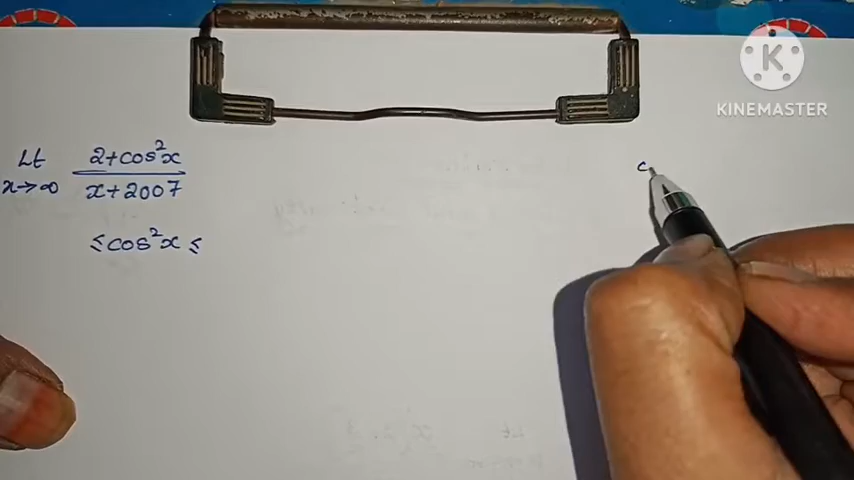 Lt 2+cos²x
x→∞ x+2007
≤ cos²x ≤
c
K
KINEMASTER